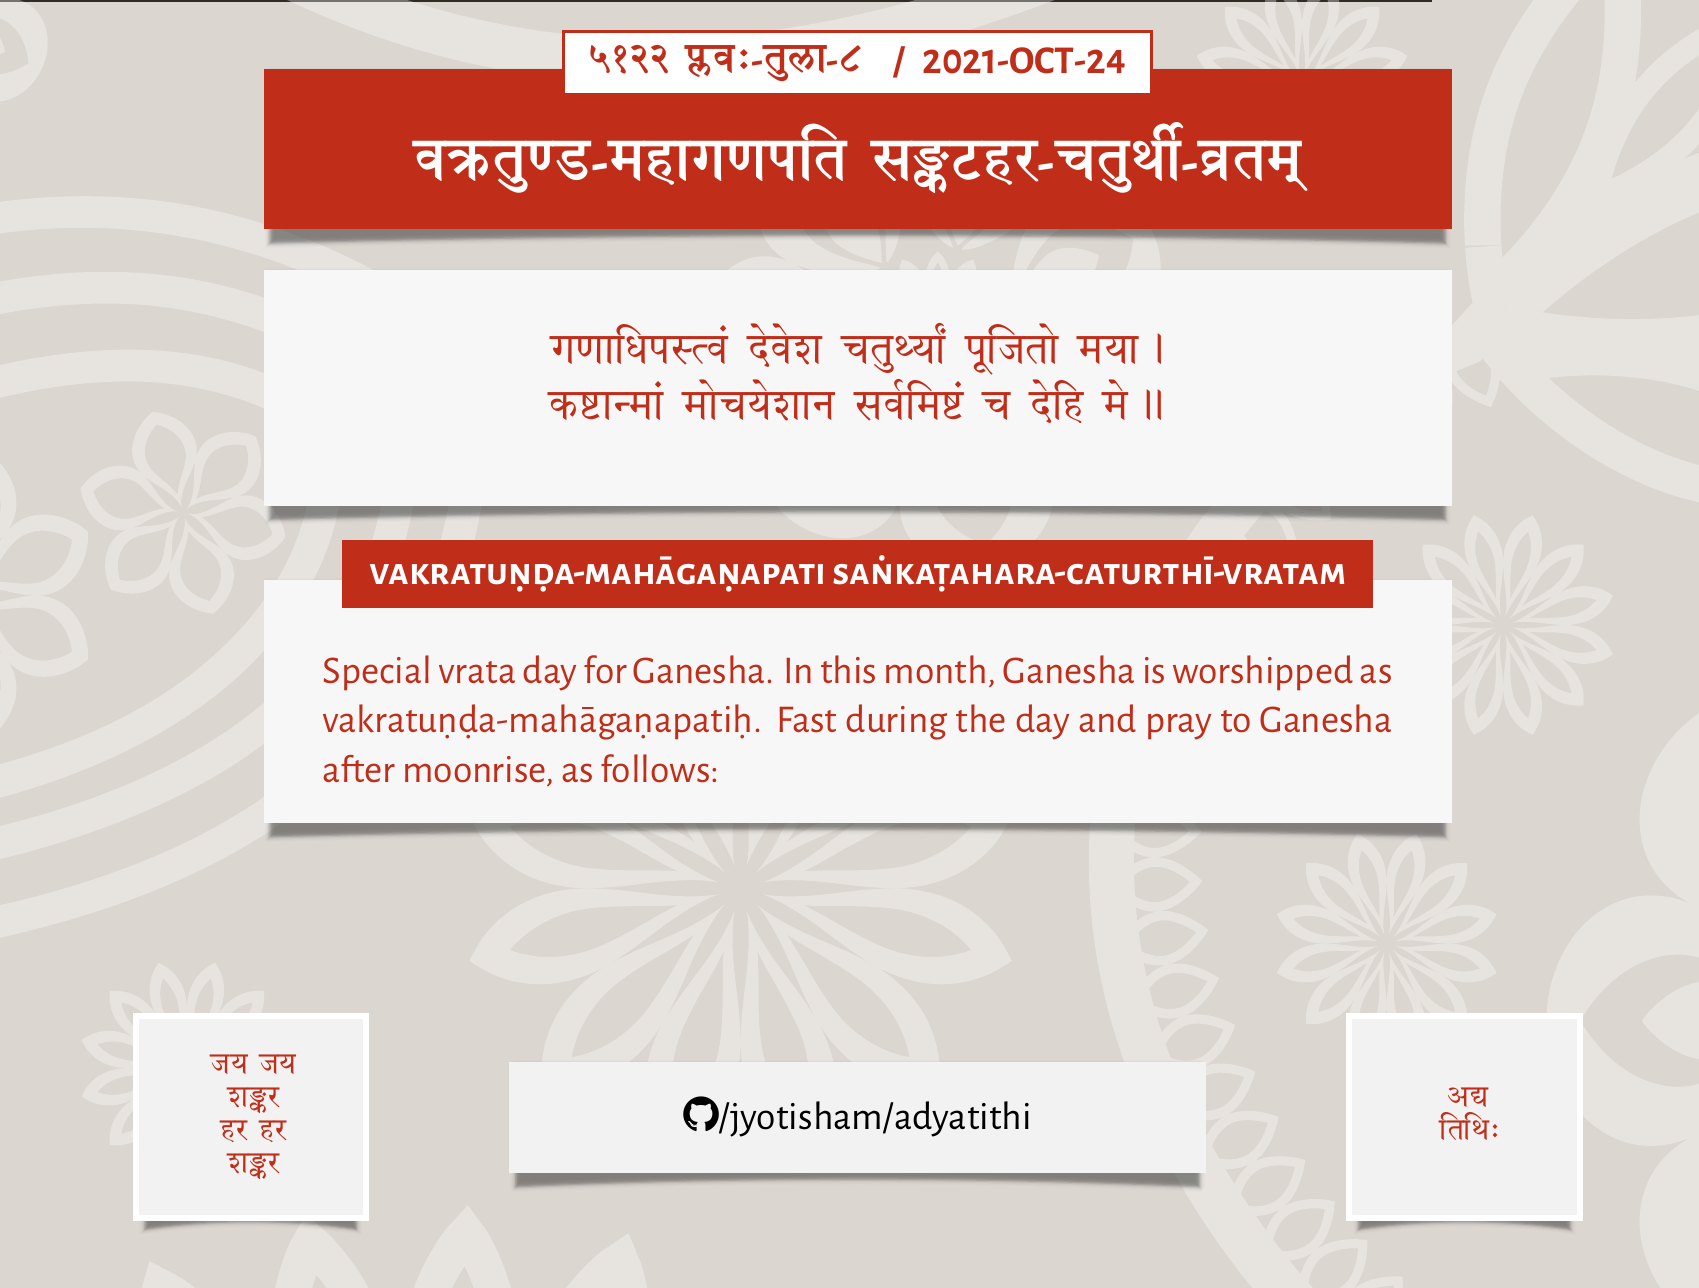 ५१२२ प्लवः-तुला-८ / 2021-OCT-24
वक्रतुण्ड-महागणपति सङ्कटहर-चतुर्थी-व्रतम्
गणाधिपस्त्वं देवेश चतुर्थ्यां पूजितो मया ।
कष्टान्मां मोचयेशान सर्वमिष्टं च देहि मे ॥
VAKRATUṆḌA-MAHĀGAṆAPATI SAṄKAṬAHARA-CATURTHĪ-VRATAM
Special vrata day for Ganesha. In this month, Ganesha is worshipped as
vakratuṇḍa-mahāgaṇapatiḥ. Fast during the day and pray to Ganesha
after moonrise, as follows:
जय जय
शङ्कर
हर हर
शङ्कर
/jyotisham/adyatithi
अद्य
तिथिः